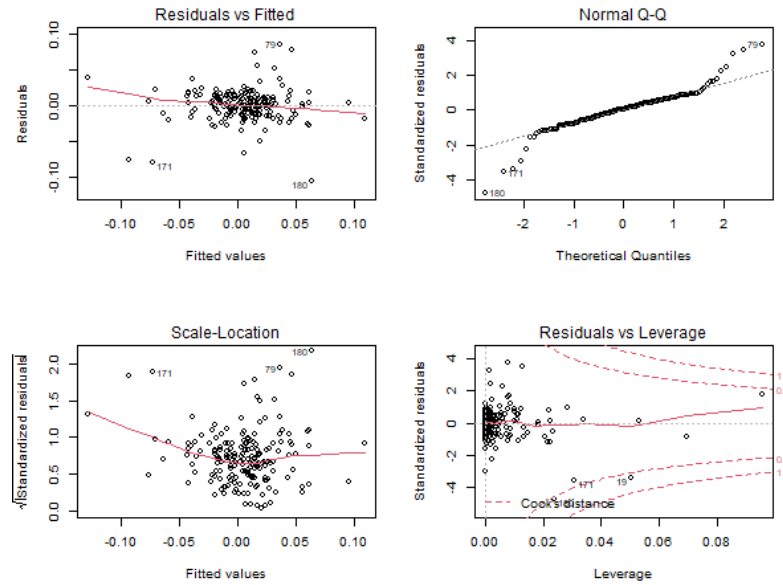 Residuals vs Fitted
Residuals
0.10
0.00
-0.10
79
171
180
-0.10 -0.05 0.00 0.05 0.10
Fitted values
Normal Q-Q
Standardized residuals
4
2
0
-2
-4
79
171
180
-2 -1 0 1 2
Theoretical Quantiles
Scale-Location
√|Standardized residuals|
2.0
1.5
1.0
0.5
0.0
180
79
171
-0.10 -0.05 0.00 0.05 0.10
Fitted values
Residuals vs Leverage
Standardized residuals
4
2
0
-2
-4
171
19
Cook's distance
0.00 0.02 0.04 0.06 0.08
Leverage